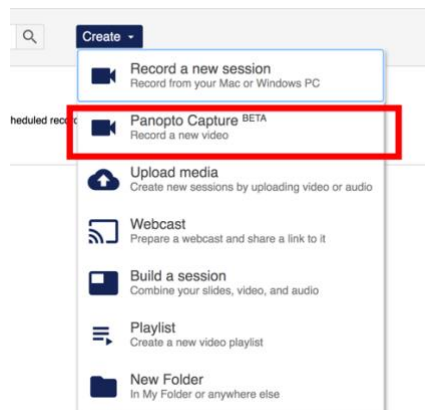 Create
Record a new session
Record from your Mac or Windows PC
heduled reco
Panopto Capture BETA
Record a new video
Upload media
Create new sessions by uploading video or audio
Webcast
Prepare a webcast and share a link to it
Build a session
Combine your slides, video, and audio
Playlist
Create a new video playlist
New Folder
In My Folder or anywhere else